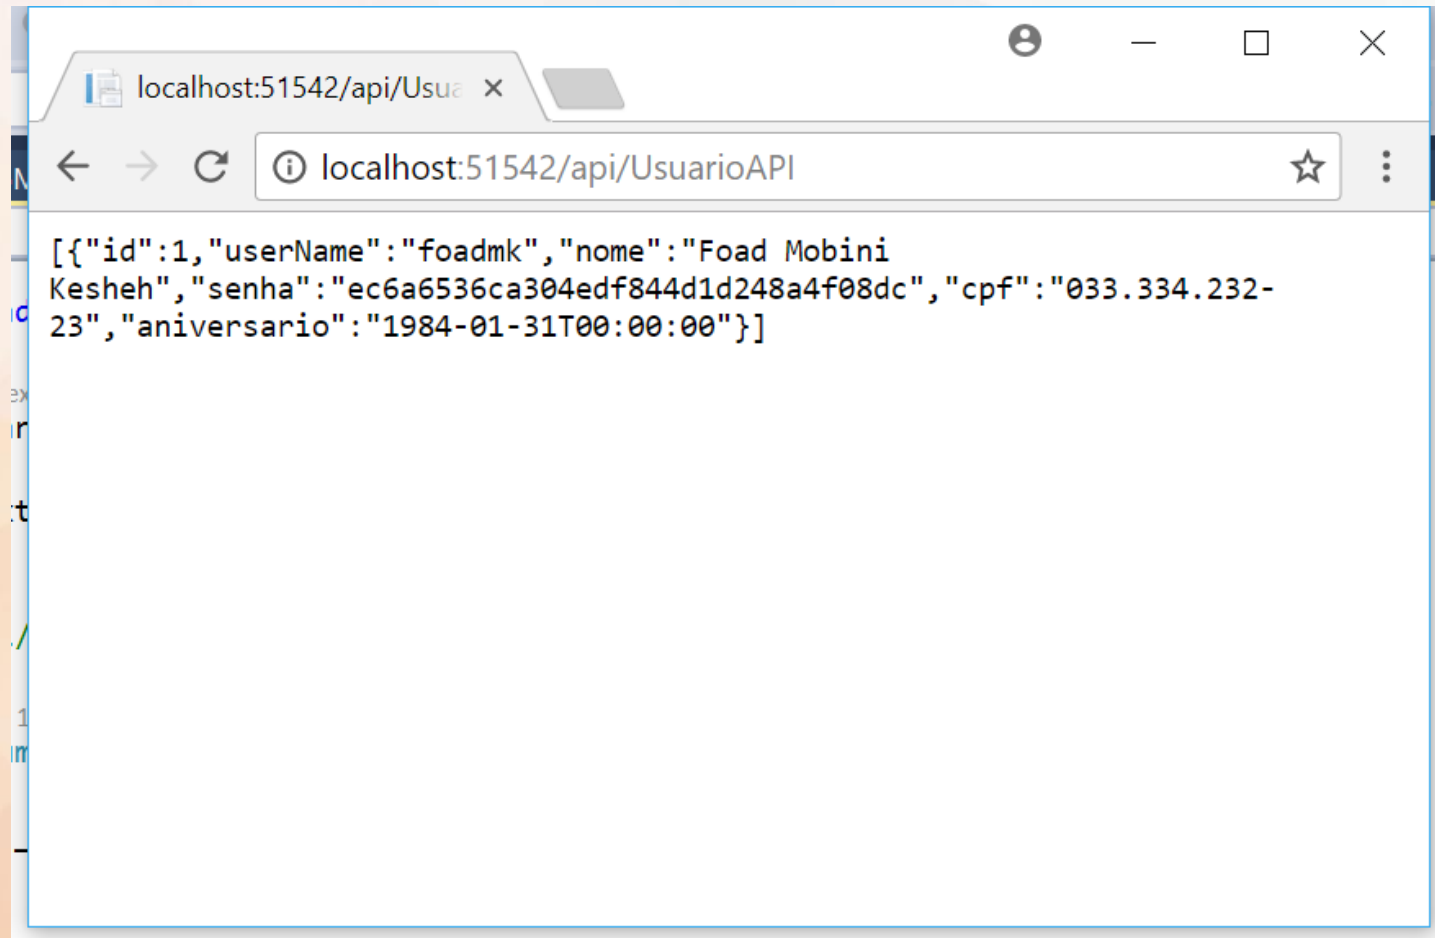 localhost:51542/api/Usua
localhost:51542/api/UsuarioAPI
[{"id":1,"userName":"foadmk","nome":"Foad Mobini
Kesheh","senha":"ec6a6536ca304edf844d1d248a4f08dc","cpf":"033.334.232-
23","aniversario":"1984-01-31T00:00:00"}]